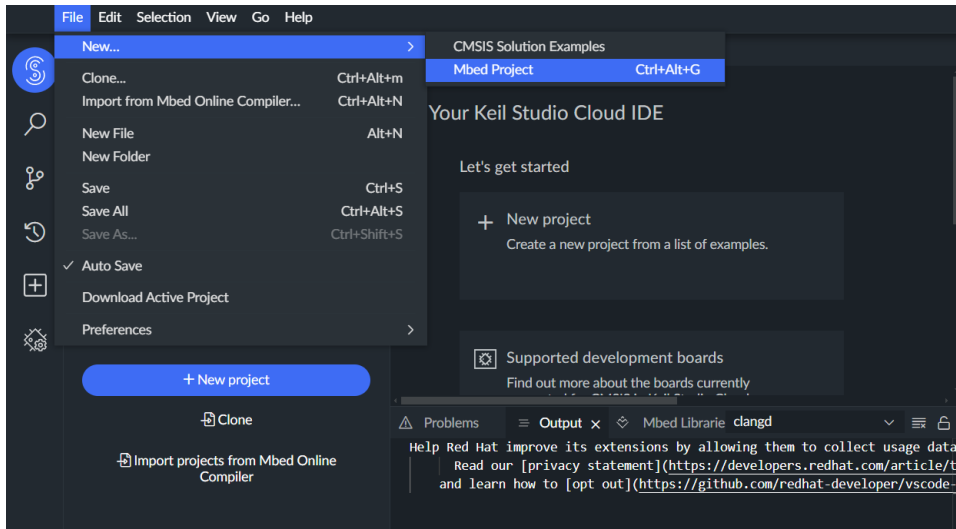 File Edit Selection View Go Help
New...
Clone... Ctrl+Alt+m
Import from Mbed Online Compiler... Ctrl+Alt+N
New File Alt+N
New Folder
Save Ctrl+S
Save All Ctrl+Alt+S
Save As... Ctrl+Shift+S
Auto Save
Download Active Project
Preferences
CMSIS Solution Examples
Mbed Project Ctrl+Alt+G
Your Keil Studio Cloud IDE
Let's get started
New project
Create a new project from a list of examples.
Supported development boards
Find out more about the boards currently
+ New project
Clone
Import projects from Mbed Online
Compiler
Problems Output Mbed Librarie clangd
Help Red Hat improve its extensions by allowing them to collect usage data
Read our [privacy statement](https://developers.redhat.com/article/t
and learn how to [opt out](https://github.com/redhat-developer/vscode-